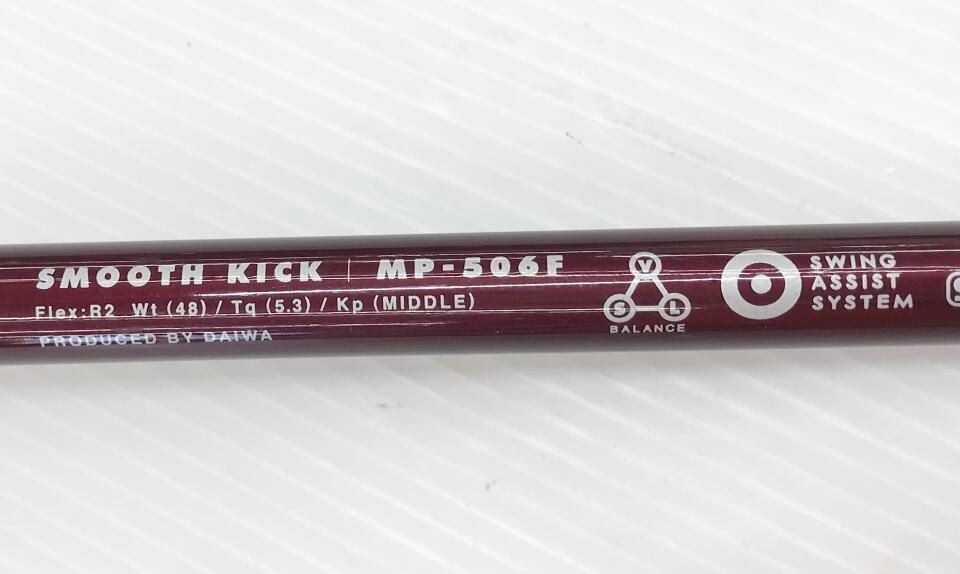 SMOOTH KICK | MP-506F
Flex:R2 Wt (48) / Tq (5.3) / Kp (MIDDLE)
PRODUCED BY DAIWA
V
S L
BALANCE
SWING
ASSIST
SYSTEM